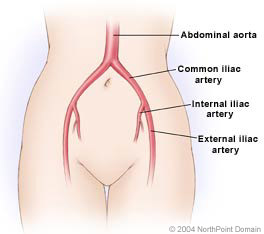 Abdominal aorta
Common iliac
artery
Internal iliac
artery
External iliac
artery
© 2004 NorthPoint Domain